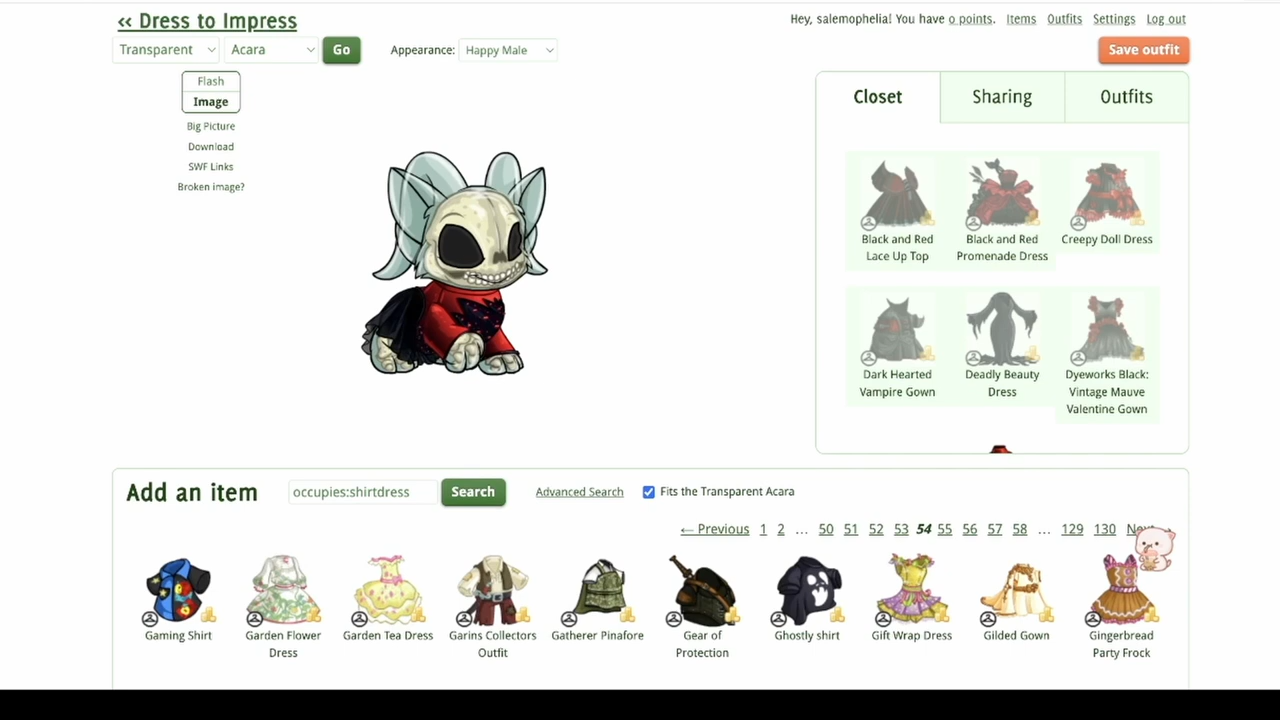 << Dress to Impress
Hey, salemophelia! You have 0 points. Items Outfits Settings Log out
Transparent Acara Go Appearance: Happy Male Save outfit
Flash
Image
Big Picture
Download
SWF Links
Broken image?
Closet Sharing Outfits
Black and Red Lace Up Top
Black and Red Promenade Dress
Creepy Doll Dress
Dark Hearted Vampire Gown
Deadly Beauty Dress
Dyeworks Black: Vintage Mauve Valentine Gown
Add an item occupies:shirtdress Search Advanced Search Fits the Transparent Acara
← Previous 1 2 … 50 51 52 53 54 55 56 57 58 … 129 130
Gaming Shirt
Garden Flower Dress
Garden Tea Dress
Garins Collectors Outfit
Gatherer Pinafore
Gear of Protection
Ghostly shirt
Gift Wrap Dress
Gilded Gown
Gingerbread Party Frock